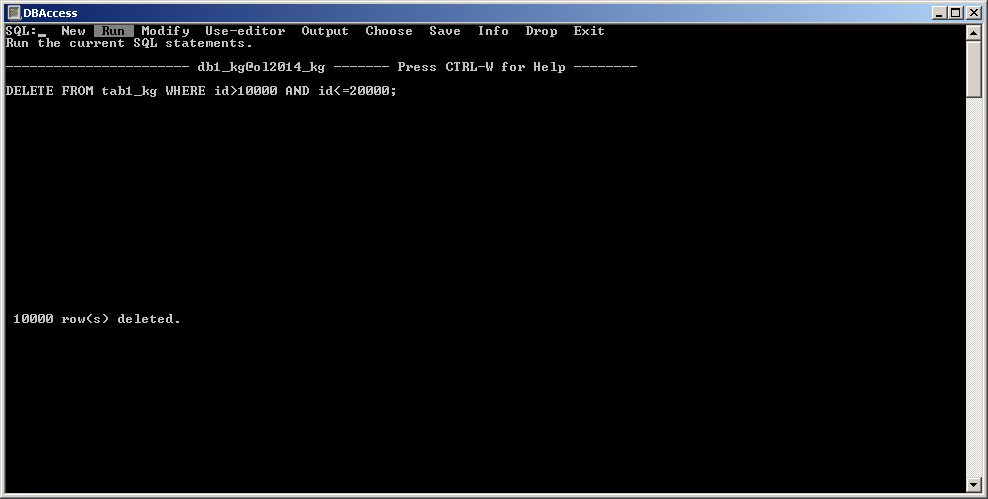 DBAccess
SQL:_  New  Run  Modify  Use-editor  Output  Choose  Save  Info  Drop  Exit
Run the current SQL statements.
----------------------- db1_kg@ol2014_kg ------- Press CTRL-W for Help --------
DELETE FROM tab1_kg WHERE id>10000 AND id<=20000;
10000 row(s) deleted.